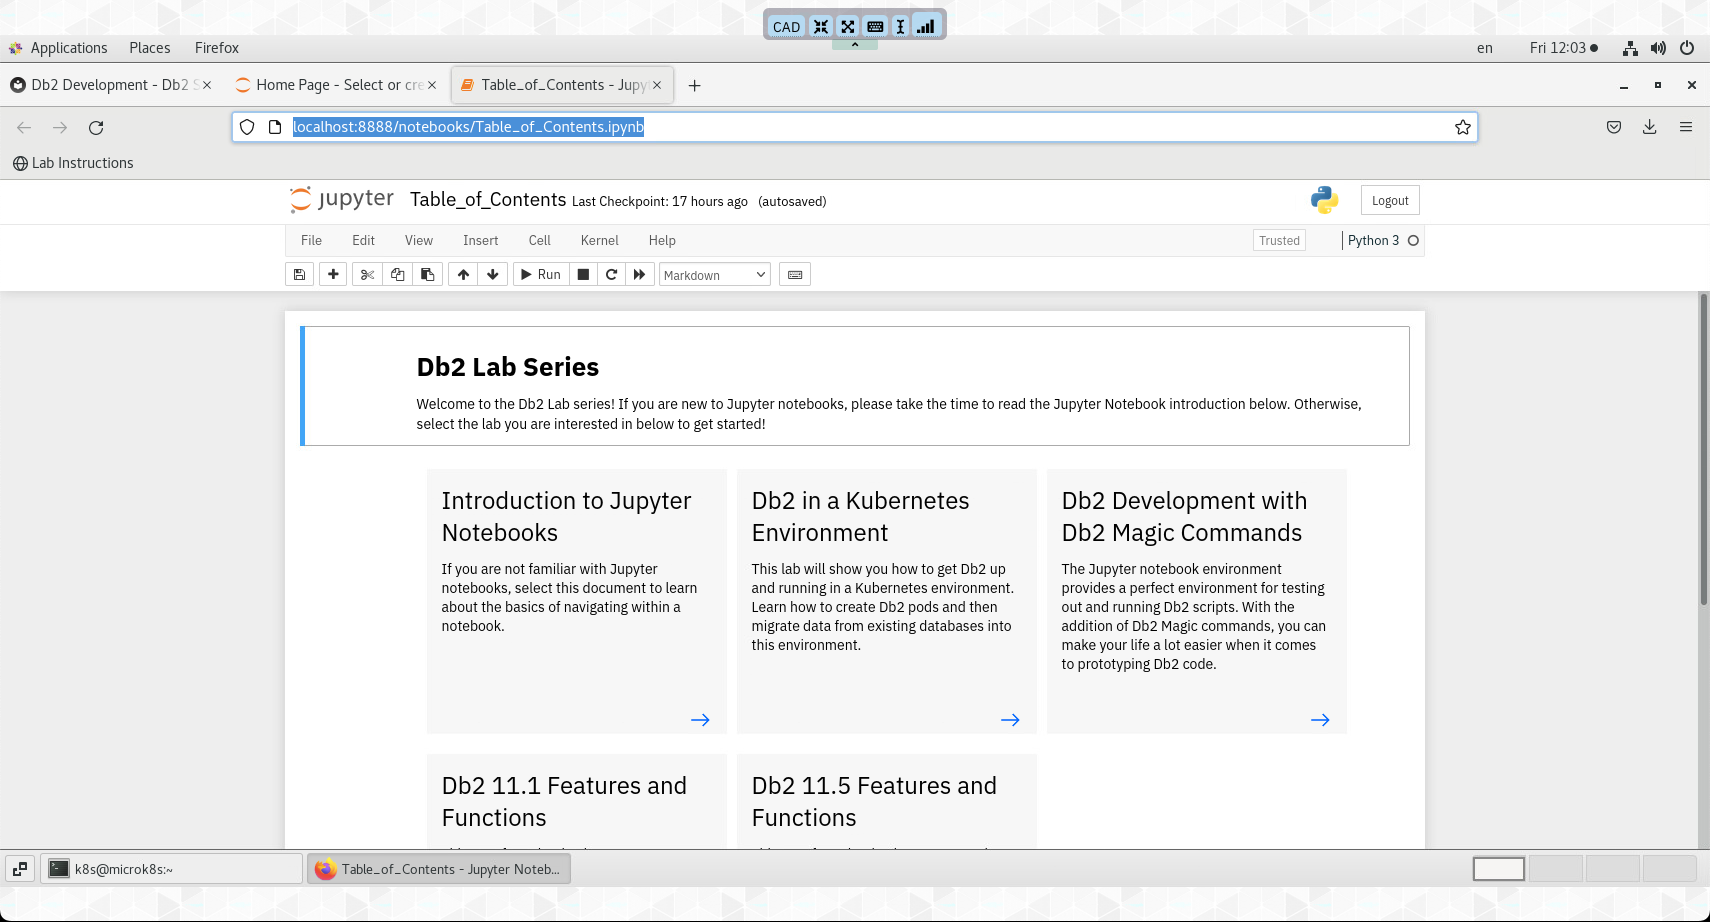 CAD
Applications Places Firefox
en Fri 12:03
Db2 Development - Db2 S
Home Page - Select or cre
Table_of_Contents - Jupyt
localhost:8888/notebooks/Table_of_Contents.ipynb
Lab Instructions
jupyter Table_of_Contents Last Checkpoint: 17 hours ago (autosaved)
Logout
File Edit View Insert Cell Kernel Help
Trusted
Python 3
Run
Markdown
Db2 Lab Series
Welcome to the Db2 Lab series! If you are new to Jupyter notebooks, please take the time to read the Jupyter Notebook introduction below. Otherwise,
select the lab you are interested in below to get started!
Introduction to Jupyter
Notebooks
If you are not familiar with Jupyter
notebooks, select this document to learn
about the basics of navigating within a
notebook.
Db2 in a Kubernetes
Environment
This lab will show you how to get Db2 up
and running in a Kubernetes environment.
Learn how to create Db2 pods and then
migrate data from existing databases into
this environment.
Db2 Development with
Db2 Magic Commands
The Jupyter notebook environment
provides a perfect environment for testing
out and running Db2 scripts. With the
addition of Db2 Magic commands, you can
make your life a lot easier when it comes
to prototyping Db2 code.
Db2 11.1 Features and
Functions
Db2 11.5 Features and
Functions
k8s@microk8s:~
Table_of_Contents - Jupyter Noteb...